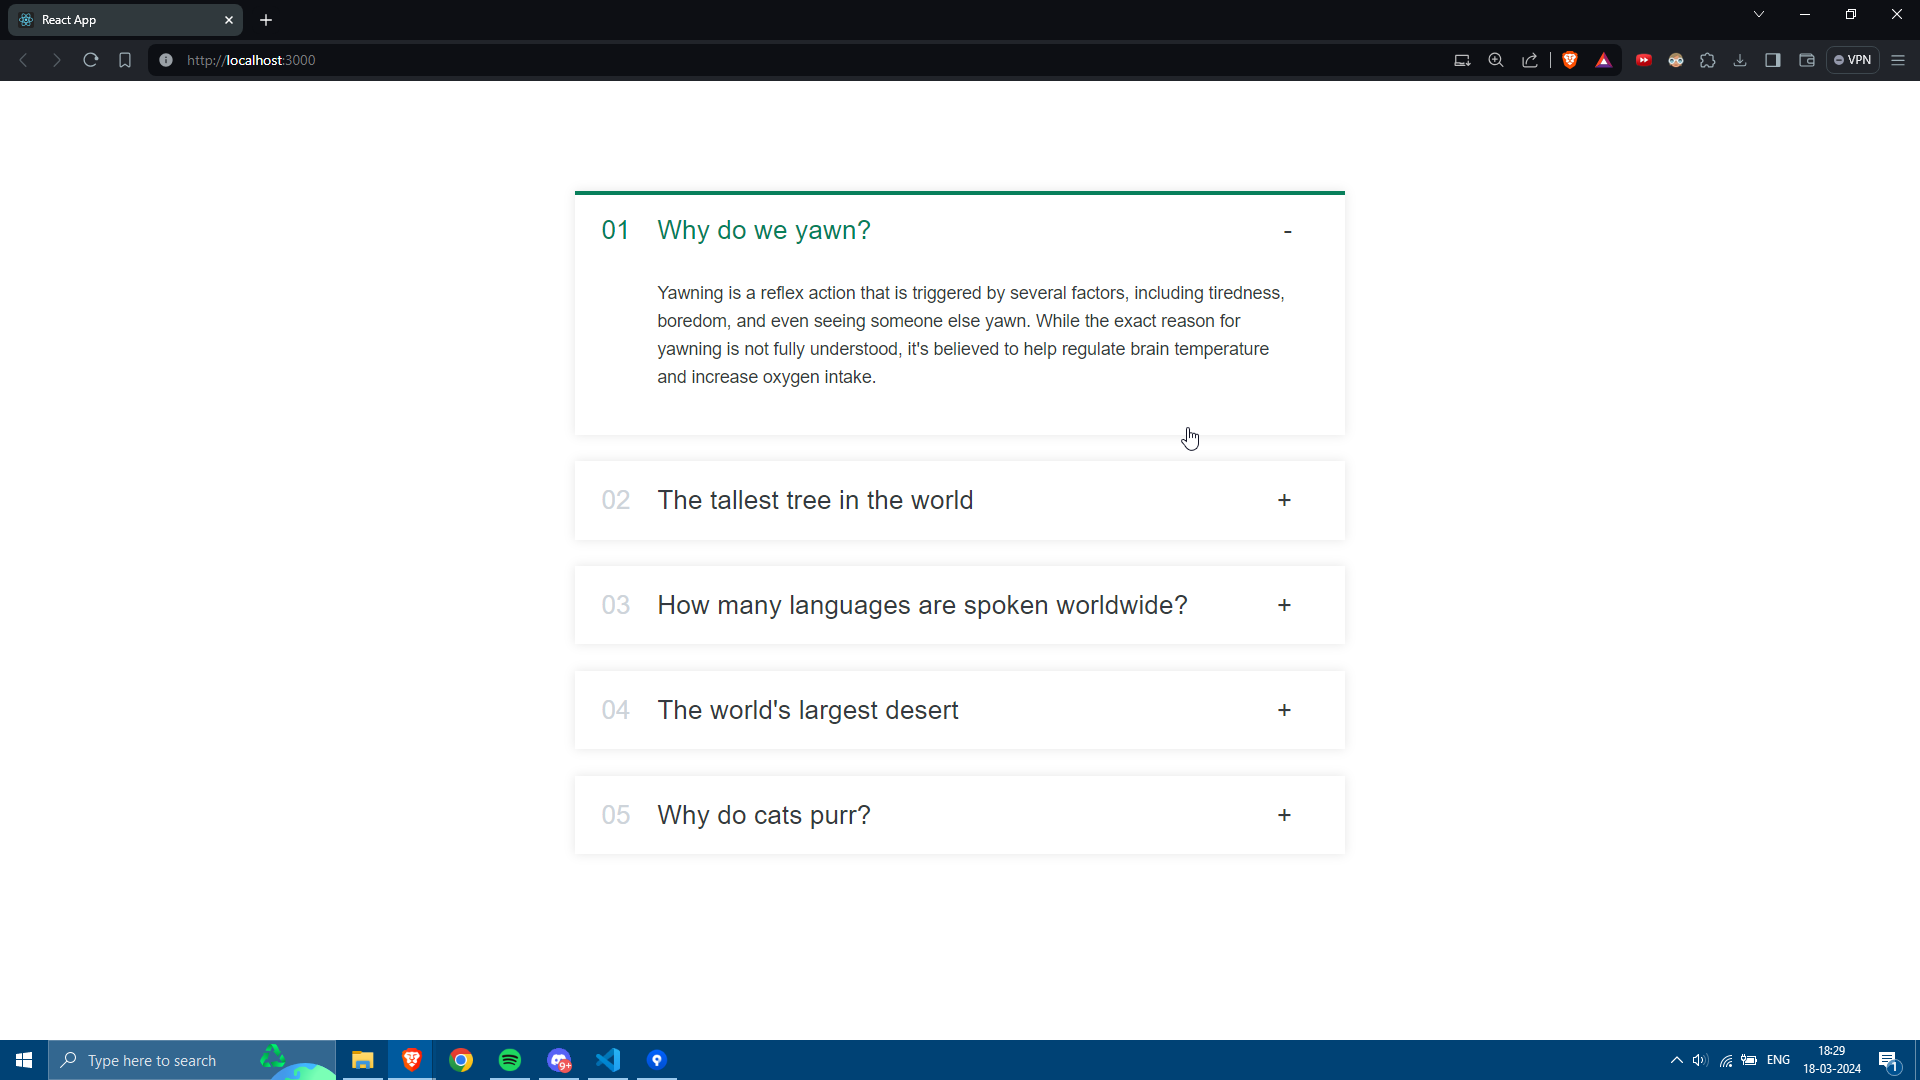 React App
http://localhost:3000
VPN
01 Why do we yawn? -
Yawning is a reflex action that is triggered by several factors, including tiredness,
boredom, and even seeing someone else yawn. While the exact reason for
yawning is not fully understood, it's believed to help regulate brain temperature
and increase oxygen intake.
02 The tallest tree in the world +
03 How many languages are spoken worldwide? +
04 The world's largest desert +
05 Why do cats purr? +
Type here to search
9+
ENG
18:29
18-03-2024
1